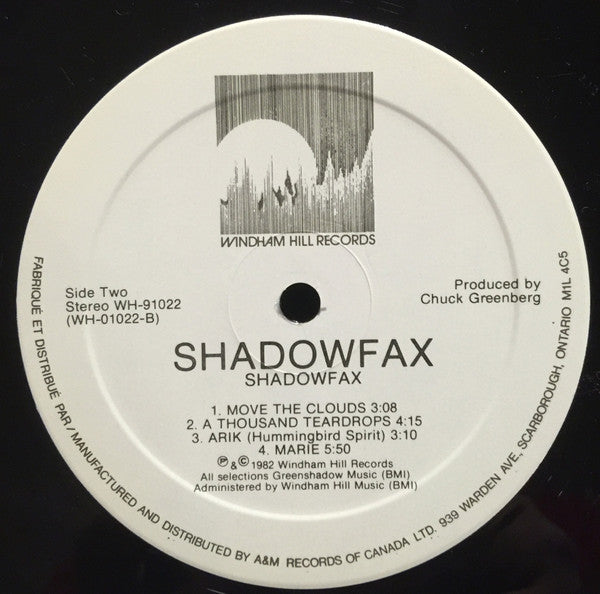 WINDHAM HILL RECORDS
Side Two
Stereo WH-91022
(WH-01022-B)
Produced by
Chuck Greenberg
SHADOWFAX
SHADOWFAX
1. MOVE THE CLOUDS 3:08
2. A THOUSAND TEARDROPS 4:15
3. ARIK (Hummingbird Spirit) 3:10
4. MARIE 5:50
℗ & © 1982 Windham Hill Records
All selections Greenshadow Music (BMI)
Administered by Windham Hill Music (BMI)
FABRIQUÉ ET DISTRIBUÉ PAR / MANUFACTURED AND DISTRIBUTED BY A&M RECORDS OF CANADA LTD. 939 WARDEN AVE, SCARBOROUGH, ONTARIO M1L 4C5